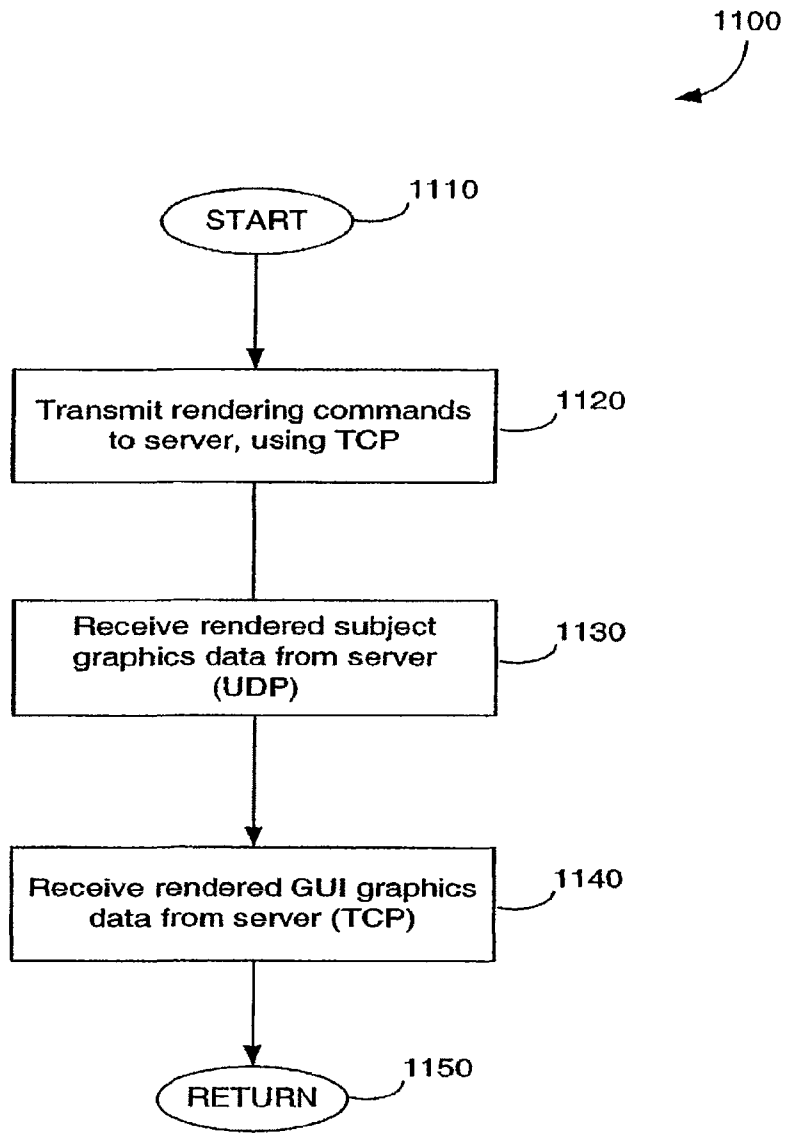 1100
1110
START
1120
Transmit rendering commands
to server, using TCP
1130
Receive rendered subject
graphics data from server
(UDP)
1140
Receive rendered GUI graphics
data from server (TCP)
1150
RETURN